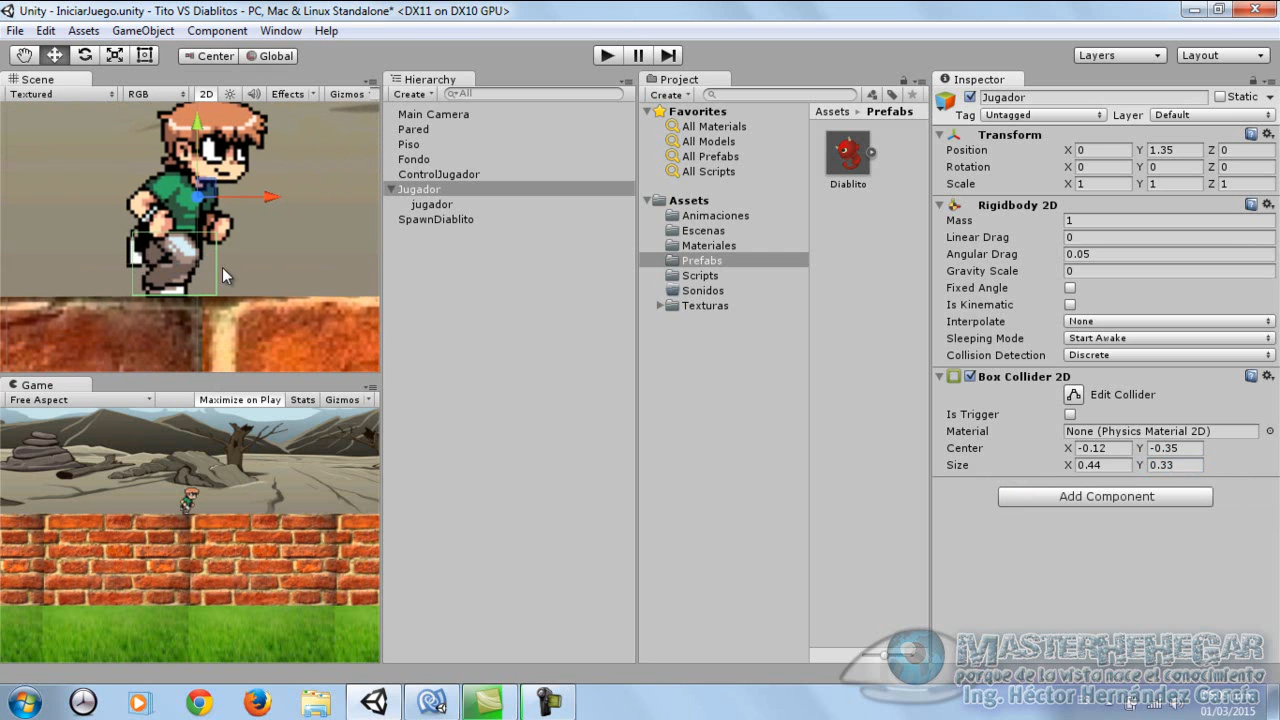 Unity - IniciarJuego.unity - Tito VS Diablitos - PC, Mac & Linux Standalone* <DX11 on DX10 GPU>
File Edit Assets GameObject Component Window Help
Center Global Layers Layout
Scene
Textured RGB 2D Effects Gizmos
Hierarchy
Create All
Main Camera
Pared
Piso
Fondo
ControlJugador
Jugador
jugador
SpawnDiablito
Game
Free Aspect Maximize on Play Stats Gizmos
Project
Create
Favorites
All Materials
All Models
All Prefabs
All Scripts
Assets
Animaciones
Escenas
Materiales
Prefabs
Scripts
Sonidos
Texturas
Assets Prefabs
Diablito
Inspector
Jugador Static
Tag Untagged Layer Default
Transform
Position X 0 Y 1.35 Z 0
Rotation X 0 Y 0 Z 0
Scale X 1 Y 1 Z 1
Rigidbody 2D
Mass 1
Linear Drag 0
Angular Drag 0.05
Gravity Scale 0
Fixed Angle
Is Kinematic
Interpolate None
Sleeping Mode Start Awake
Collision Detection Discrete
Box Collider 2D
Edit Collider
Is Trigger
Material None (Physics Material 2D)
Center X -0.12 Y -0.35
Size X 0.44 Y 0.33
Add Component
MASTERHEHEGAR
porque de la vista nace el conocimiento
Ing. Héctor Hernández García
01/03/2015